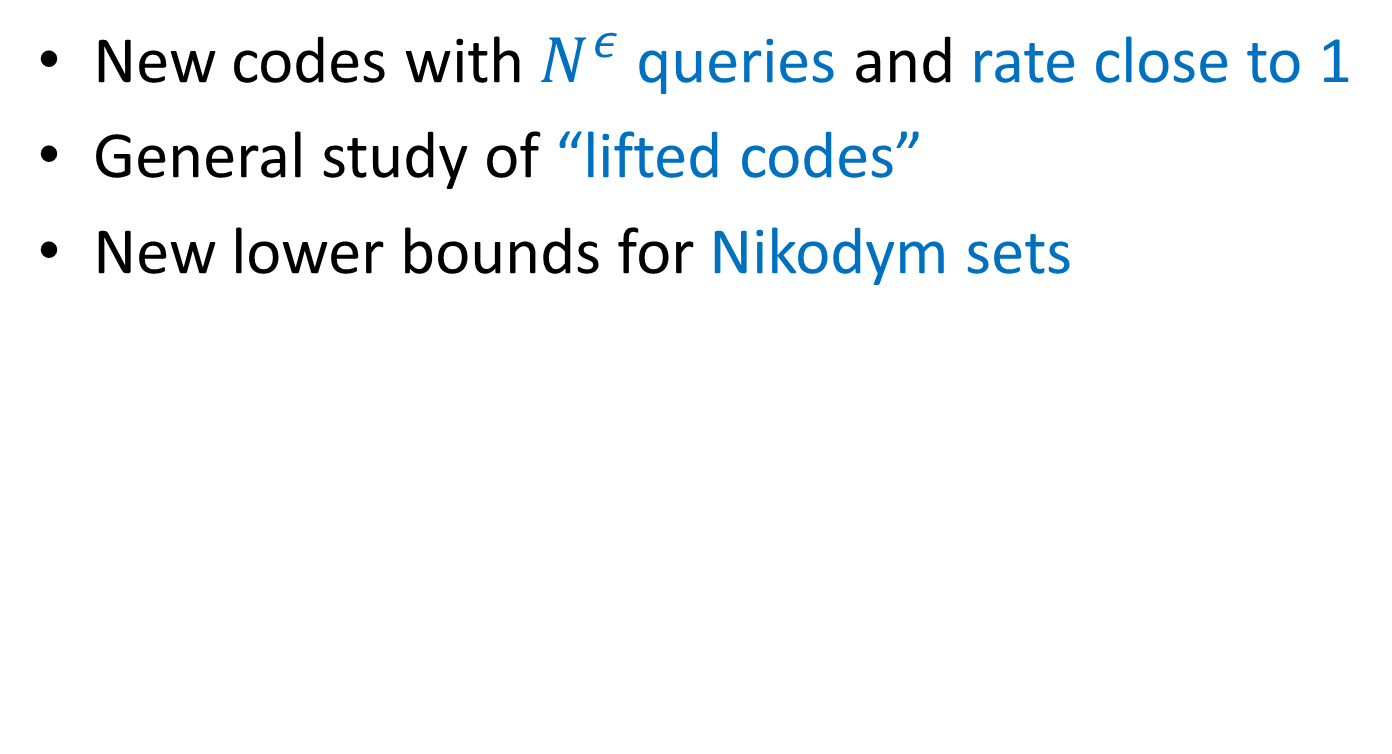 • New codes with N^ϵ queries and rate close to 1
• General study of “lifted codes”
• New lower bounds for Nikodym sets